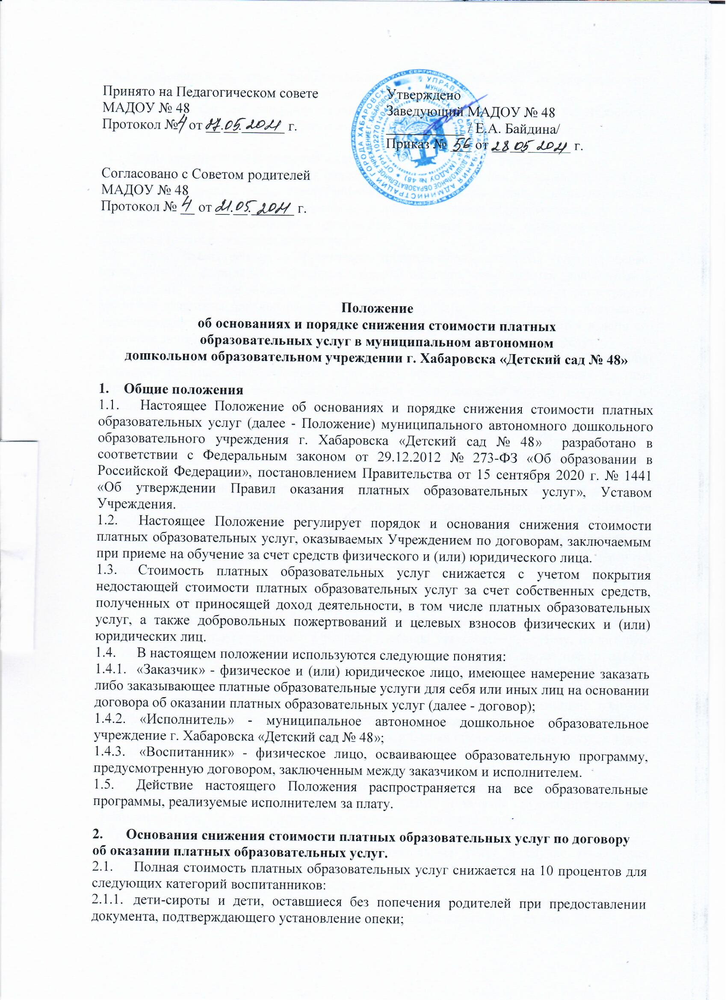 Принято на Педагогическом совете
МАДОУ № 48
Протокол №4 от 27.05.2021 г.
Утверждено
Заведующий МАДОУ № 48
/ Е.А. Байдина/
Приказ № 56 от 28 05 2021 г.
Согласовано с Советом родителей
МАДОУ № 48
Протокол № 4 от 21.05.2021 г.
Положение
об основаниях и порядке снижения стоимости платных
образовательных услуг в муниципальном автономном
дошкольном образовательном учреждении г. Хабаровска «Детский сад № 48»
1. Общие положения
1.1. Настоящее Положение об основаниях и порядке снижения стоимости платных
образовательных услуг (далее - Положение) муниципального автономного дошкольного
образовательного учреждения г. Хабаровска «Детский сад № 48» разработано в
соответствии с Федеральным законом от 29.12.2012 № 273-ФЗ «Об образовании в
Российской Федерации», постановлением Правительства от 15 сентября 2020 г. № 1441
«Об утверждении Правил оказания платных образовательных услуг», Уставом
Учреждения.
1.2. Настоящее Положение регулирует порядок и основания снижения стоимости
платных образовательных услуг, оказываемых Учреждением по договорам, заключаемым
при приеме на обучение за счет средств физического и (или) юридического лица.
1.3. Стоимость платных образовательных услуг снижается с учетом покрытия
недостающей стоимости платных образовательных услуг за счет собственных средств,
полученных от приносящей доход деятельности, в том числе платных образовательных
услуг, а также добровольных пожертвований и целевых взносов физических и (или)
юридических лиц.
1.4. В настоящем положении используются следующие понятия:
1.4.1. «Заказчик» - физическое и (или) юридическое лицо, имеющее намерение заказать
либо заказывающее платные образовательные услуги для себя или иных лиц на основании
договора об оказании платных образовательных услуг (далее - договор);
1.4.2. «Исполнитель» - муниципальное автономное дошкольное образовательное
учреждение г. Хабаровска «Детский сад № 48»;
1.4.3. «Воспитанник» - физическое лицо, осваивающее образовательную программу,
предусмотренную договором, заключенным между заказчиком и исполнителем.
1.5. Действие настоящего Положения распространяется на все образовательные
программы, реализуемые исполнителем за плату.
2. Основания снижения стоимости платных образовательных услуг по договору
об оказании платных образовательных услуг.
2.1. Полная стоимость платных образовательных услуг снижается на 10 процентов для
следующих категорий воспитанников:
2.1.1. дети-сироты и дети, оставшиеся без попечения родителей при предоставлении
документа, подтверждающего установление опеки;